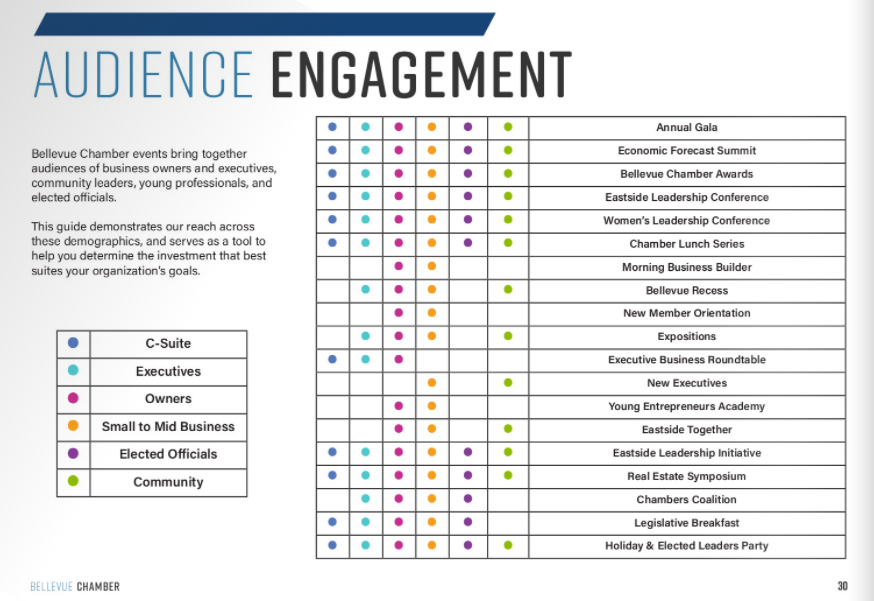 AUDIENCE ENGAGEMENT
Bellevue Chamber events bring together
audiences of business owners and executives,
community leaders, young professionals, and
elected officials.
This guide demonstrates our reach across
these demographics, and serves as a tool to
help you determine the investment that best
suites your organization's goals.
C-Suite
Executives
Owners
Small to Mid Business
Elected Officials
Community
Annual Gala
Economic Forecast Summit
Bellevue Chamber Awards
Eastside Leadership Conference
Women's Leadership Conference
Chamber Lunch Series
Morning Business Builder
Bellevue Recess
New Member Orientation
Expositions
Executive Business Roundtable
New Executives
Young Entrepreneurs Academy
Eastside Together
Eastside Leadership Initiative
Real Estate Symposium
Chambers Coalition
Legislative Breakfast
Holiday & Elected Leaders Party
BELLEVUE CHAMBER
30